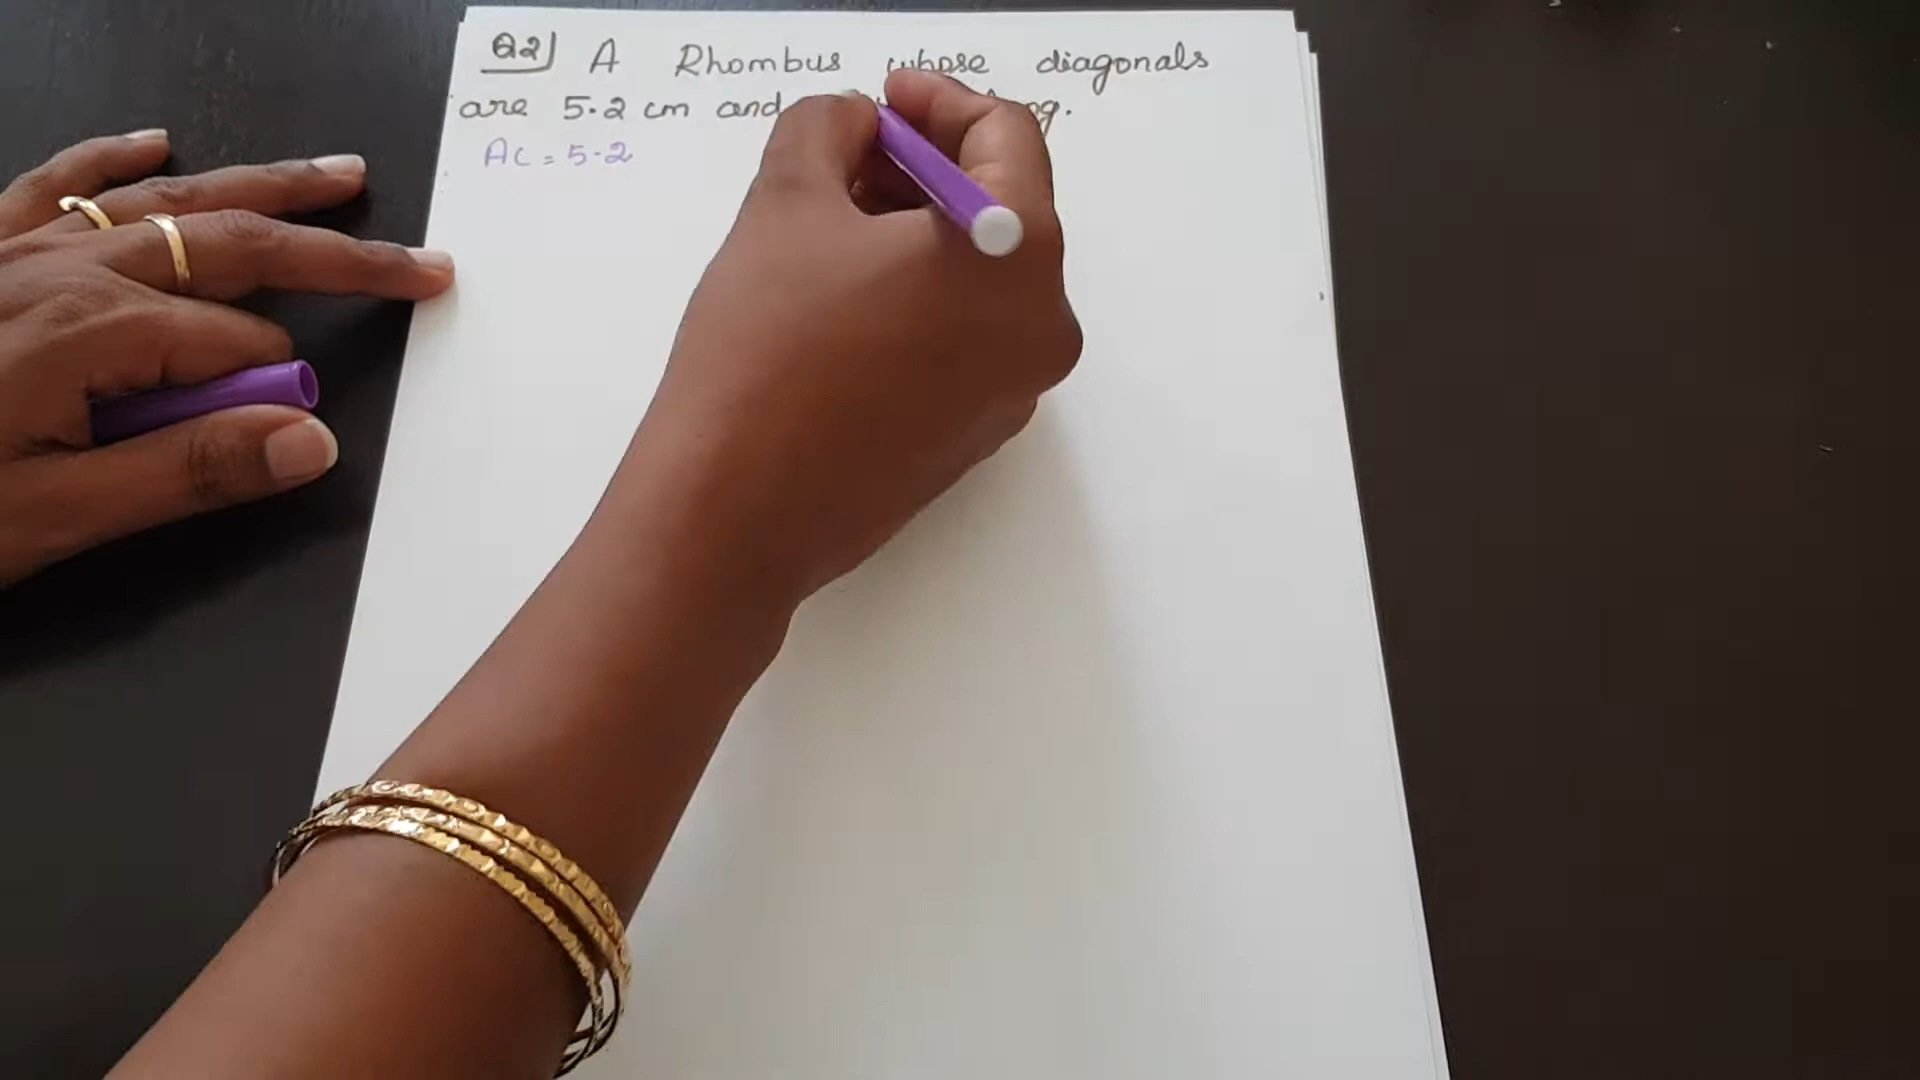 Q2) A Rhombus whose diagonals
are 5.2 cm and
AC = 5.2